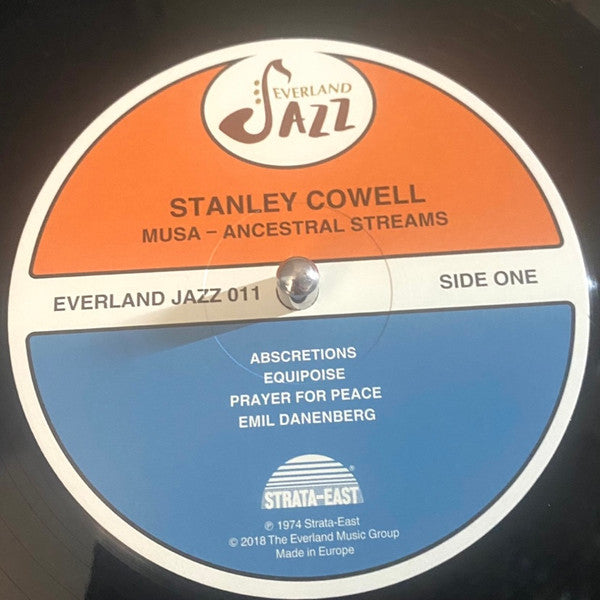 EVERLAND
JAZZ
STANLEY COWELL
MUSA – ANCESTRAL STREAMS
EVERLAND JAZZ 011
SIDE ONE
ABSCRETIONS
EQUIPOISE
PRAYER FOR PEACE
EMIL DANENBERG
STRATA-EAST®
℗ 1974 Strata-East
© 2018 The Everland Music Group
Made in Europe